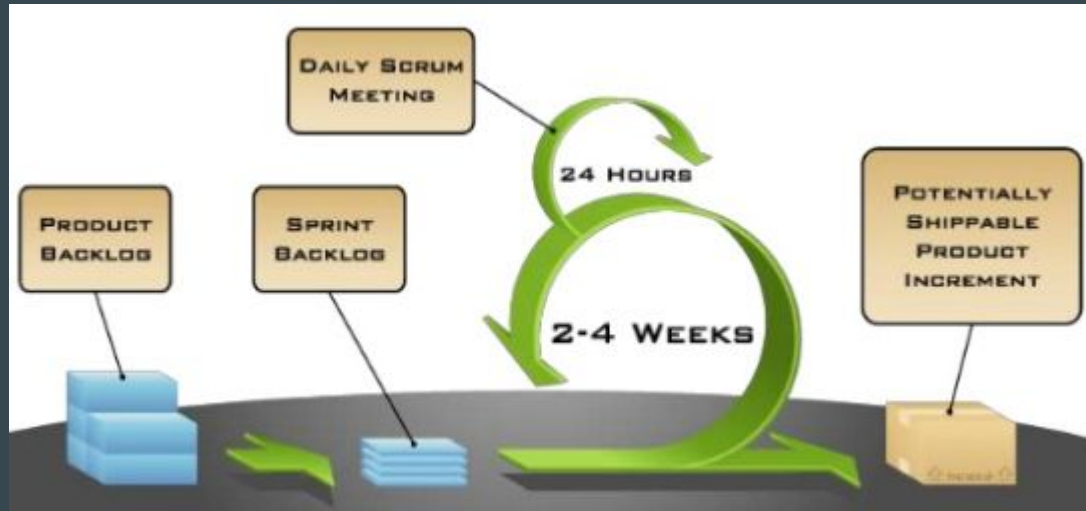 DAILY SCRUM
MEETING
24 HOURS
PRODUCT
BACKLOG
SPRINT
BACKLOG
POTENTIALLY
SHIPPABLE
PRODUCT
INCREMENT
2-4 WEEKS